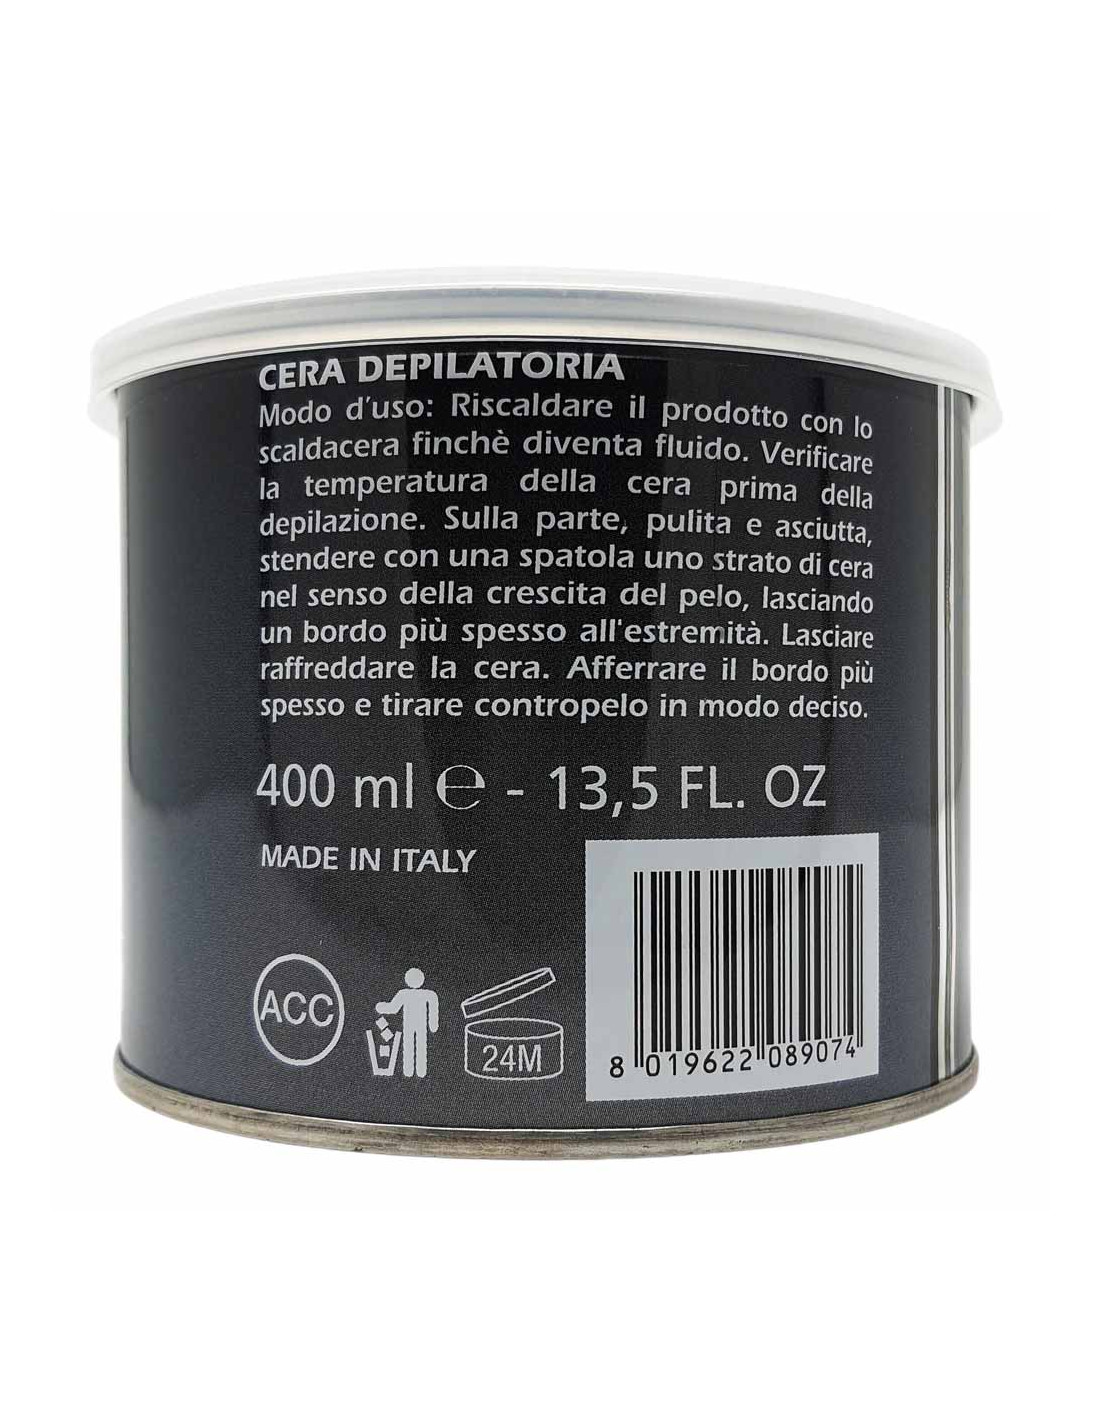 CERA DEPILATORIA
Modo d'uso: Riscaldare il prodotto con lo
scaldacera finchè diventa fluido. Verificare
la temperatura della cera prima della
depilazione. Sulla parte, pulita e asciutta,
stendere con una spatola uno strato di cera
nel senso della crescita del pelo, lasciando
un bordo più spesso all'estremità. Lasciare
raffreddare la cera. Afferrare il bordo più
spesso e tirare contropelo in modo deciso.
400 ml ℮ - 13,5 FL. OZ
MADE IN ITALY
ACC
24M
8 019622 089074